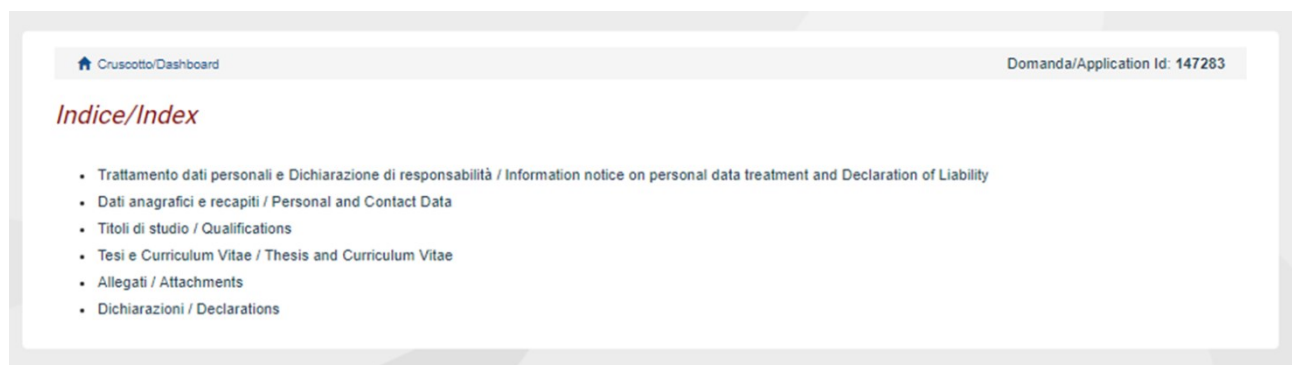 Cruscotto/Dashboard
Domanda/Application Id: 147283
Indice/Index
Trattamento dati personali e Dichiarazione di responsabilità / Information notice on personal data treatment and Declaration of Liability
Dati anagrafici e recapiti / Personal and Contact Data
Titoli di studio / Qualifications
Tesi e Curriculum Vitae / Thesis and Curriculum Vitae
Allegati / Attachments
Dichiarazioni / Declarations